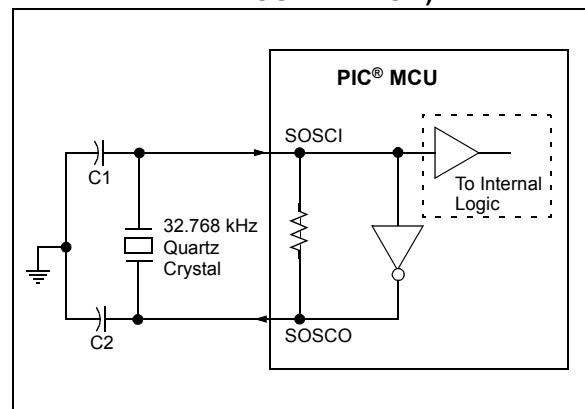 PIC® MCU
SOSCI
C1
To Internal
Logic
32.768 kHz
Quartz
Crystal
C2
SOSCO